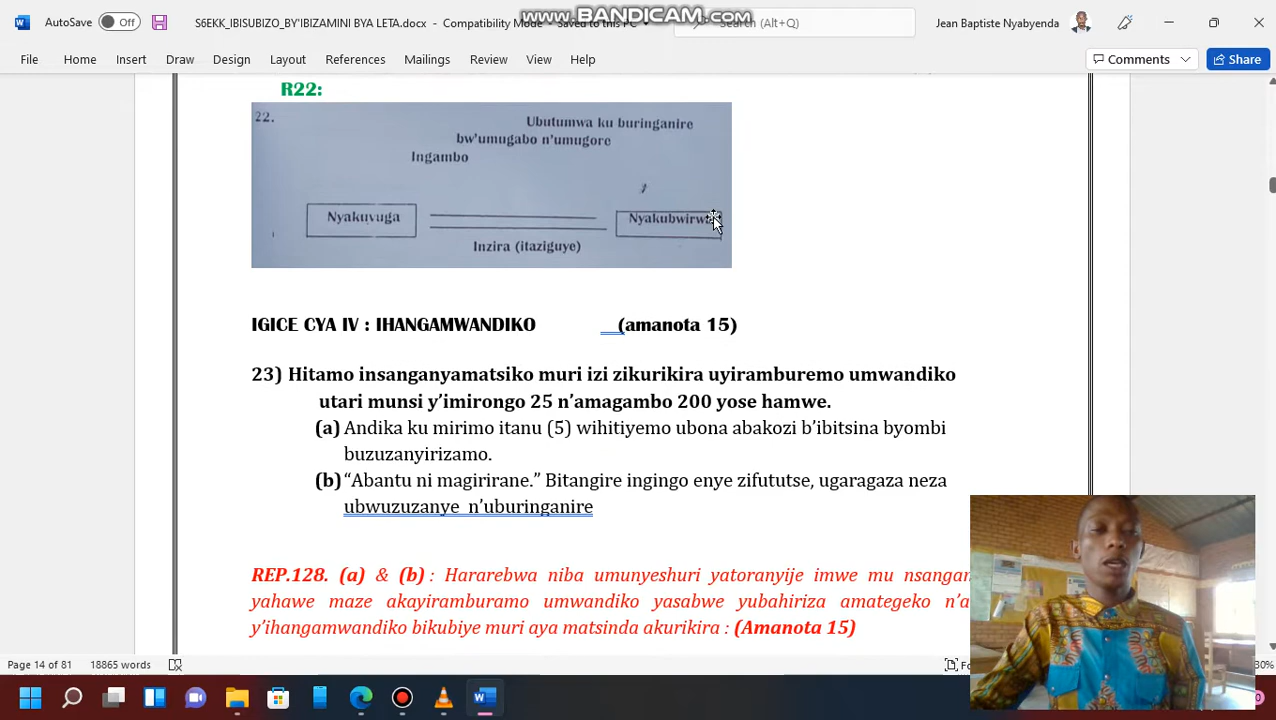 S6EKK_IBISUBIZO_BY'IBIZAMINI BYA LETA.docx - Compatibility Mode - Saved to this PC
AutoSave Off
www.BANDICAM.com
(Alt+Q)
Jean Baptiste Nyabyenda
File Home Insert Draw Design Layout References Mailings Review View Help
Comments Share
R22:
22.
Ubutumwa ku buringanire
bw'umugabo n'umugore
Ingambo
Nyakuvuga
Inzira (itaziguye)
IGICE CYA IV : IHANGAMWANDIKO (amanota 15)
23) Hitamo insanganyamatsiko muri izi zikurikira uyiramburemo umwandiko
utari munsi y'imirongo 25 n'amagambo 200 yose hamwe.
(a) Andika ku mirimo itanu (5) wihitiyemo ubona abakozi b'ibitsina byombi
buzuzanyirizamo.
(b) “Abantu ni magirirane.” Bitangire ingingo enye zifututse, ugaragaza neza
ubwuzuzanye n'uburinganire
REP.128. (a) & (b) : Hararebwa niba umunyeshuri yatoranyije imwe mu
yahawe maze akayiramburamo umwandiko yasabwe yubahiriza amategeko
y'ihangamwandiko bikubiye muri aya matsinda akurikira : (Amanota 15)
Page 14 of 81 18865 words